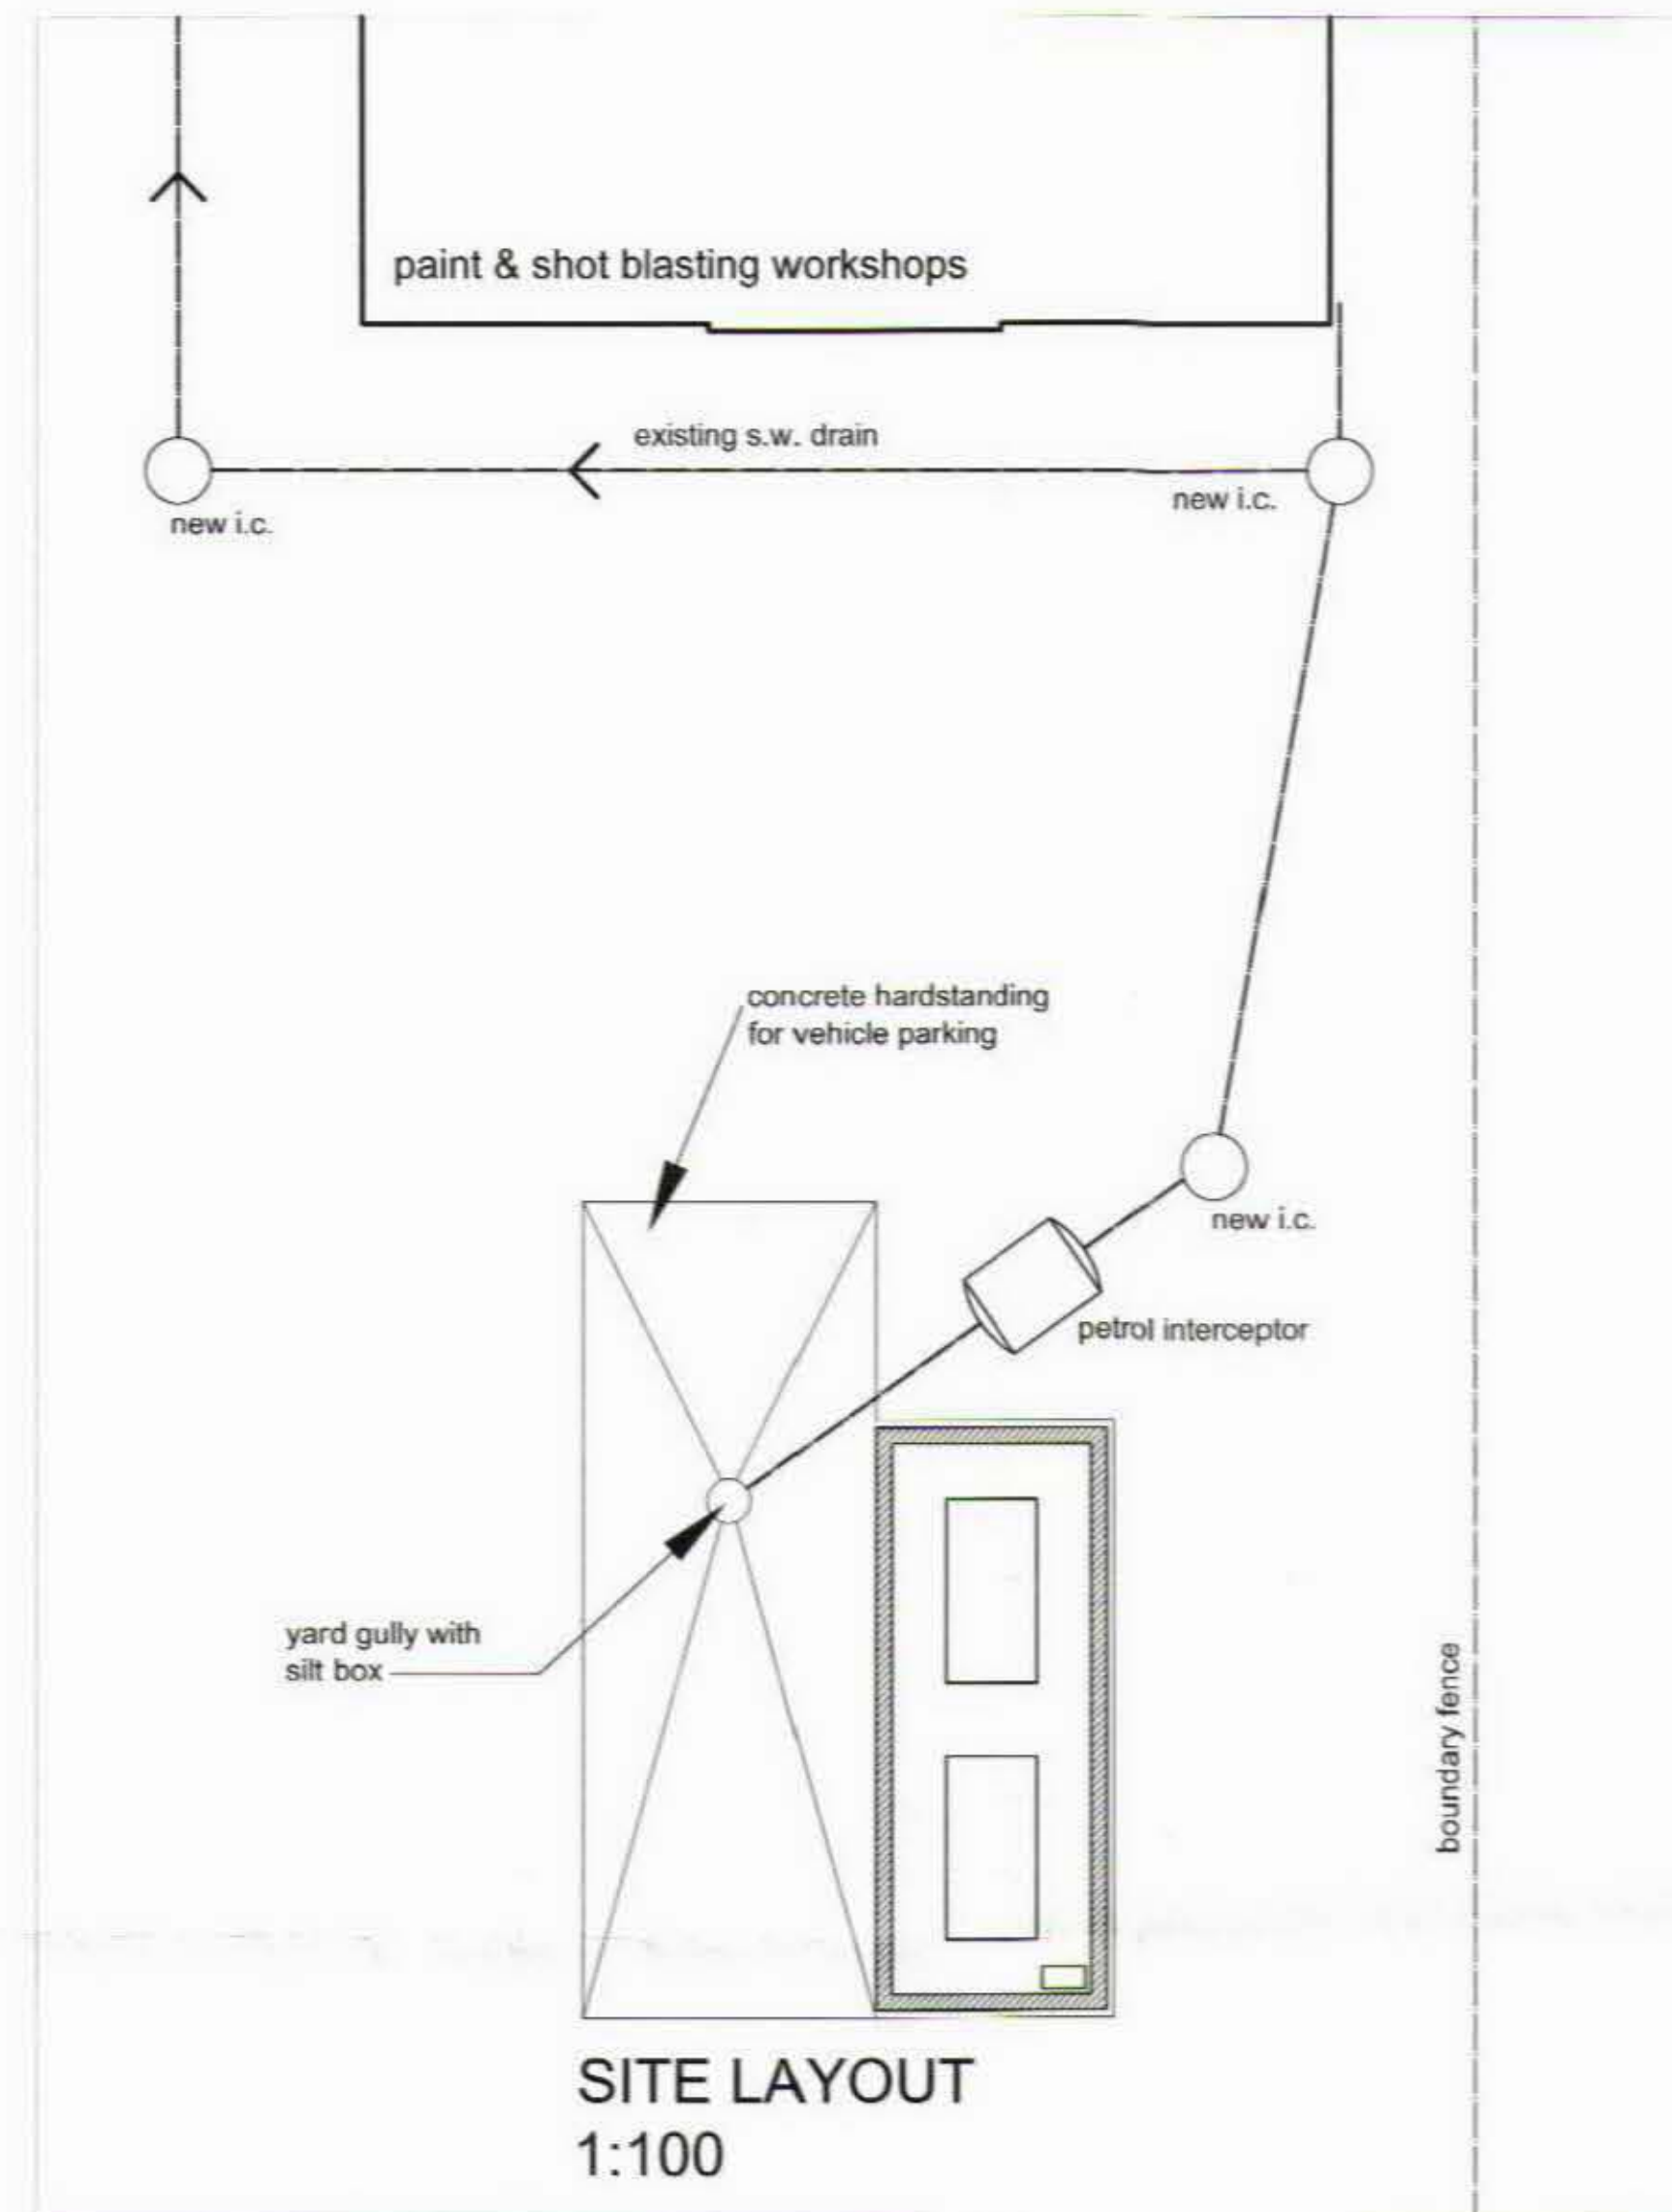 paint & shot blasting workshops
existing s.w. drain
new i.c.
new i.c.
concrete hardstanding
for vehicle parking
new i.c.
petrol interceptor
yard gully with
silt box
boundary fence
SITE LAYOUT
1:100